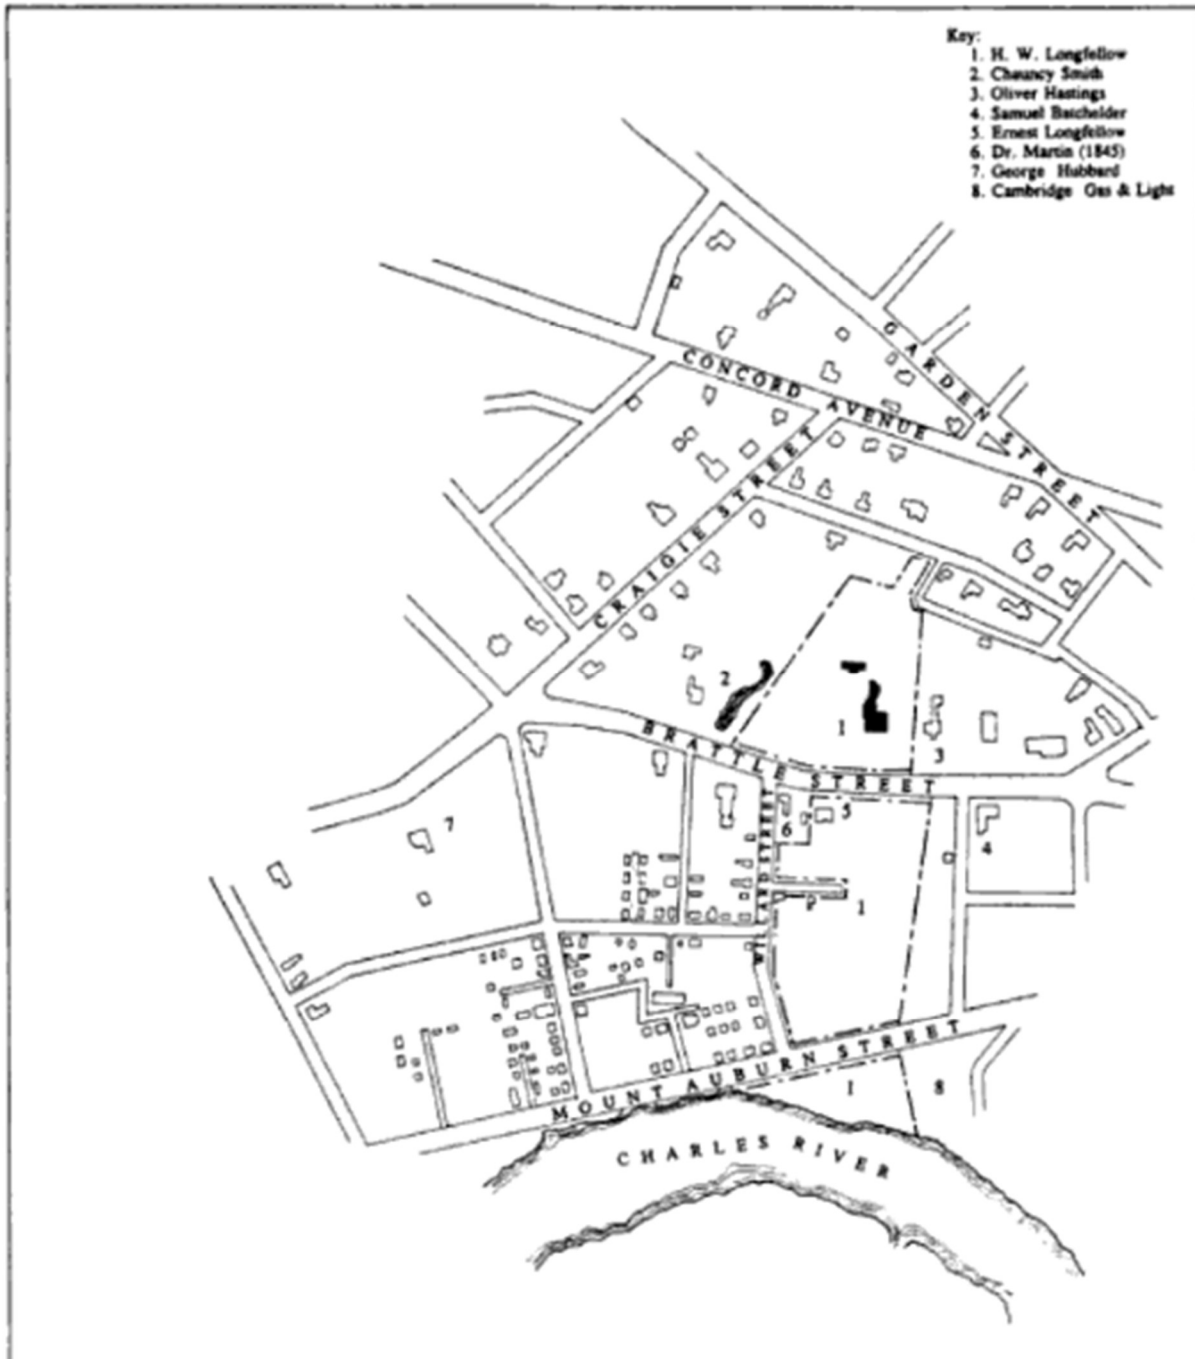 Key:
1. H. W. Longfellow
2. Chauncy Smith
3. Oliver Hastings
4. Samuel Batchelder
5. Ernest Longfellow
6. Dr. Martin (1845)
7. George Hubbard
8. Cambridge Gas & Light
GARDEN STREET
CONCORD AVENUE
CRAIGIE STREET
2
1
3
BRATTLE STREET
7
6
5
4
WILLARD STREET
1
MOUNT AUBURN STREET
1
8
CHARLES RIVER